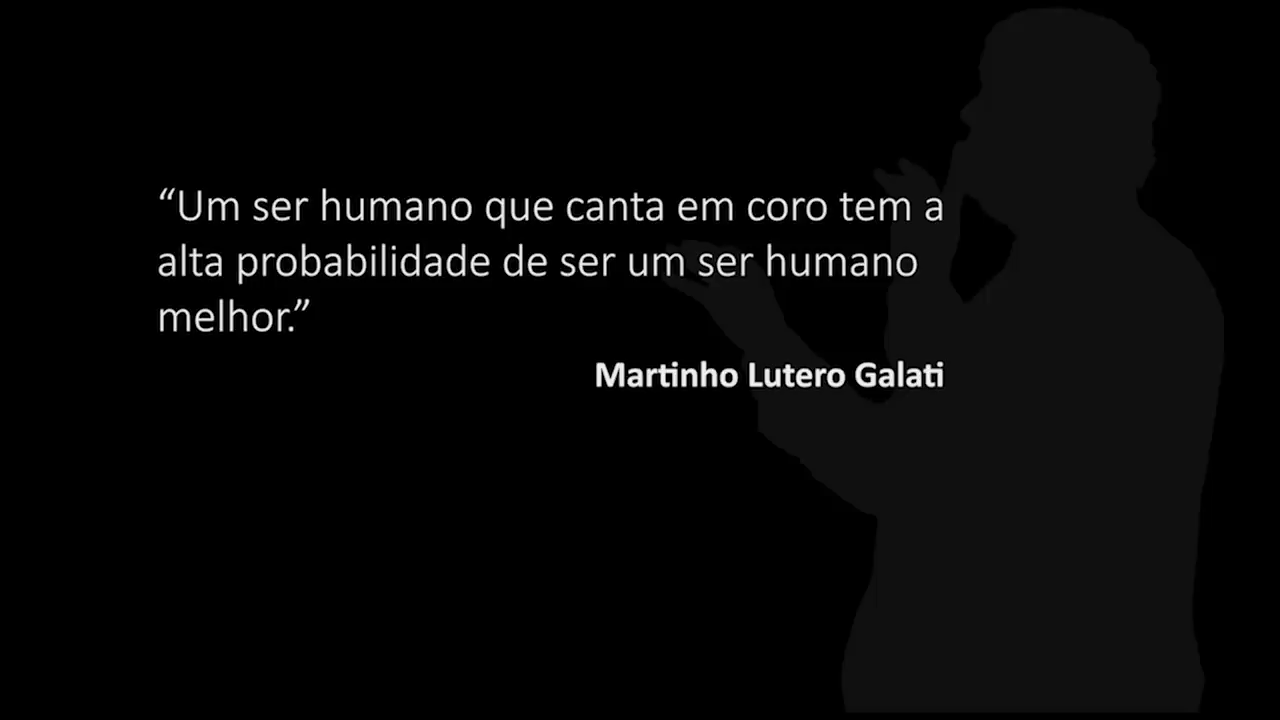 “Um ser humano que canta em coro tem a
alta probabilidade de ser um ser humano
melhor.”
Martinho Lutero Galati